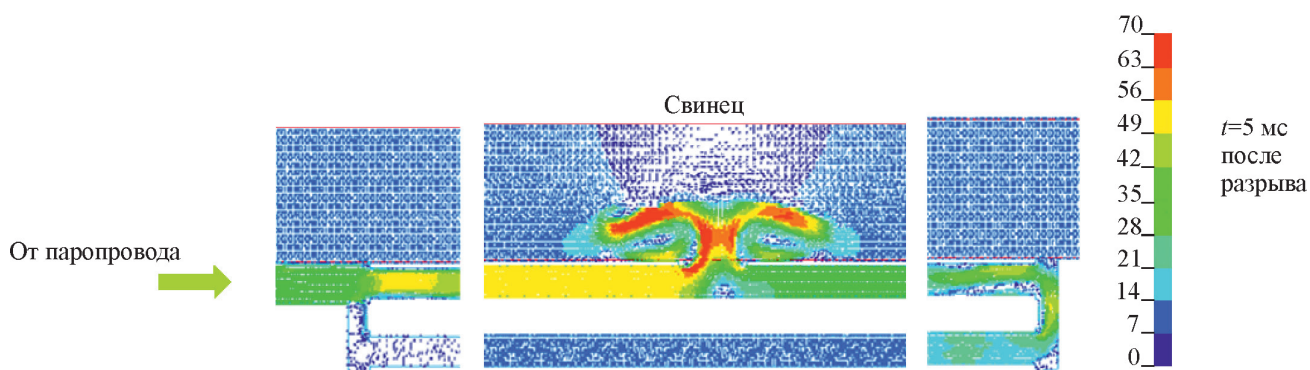 Свинец
От паропровода
70
63
56
49
42
35
28
21
14
7
0
t=5 мс
после
разрыва